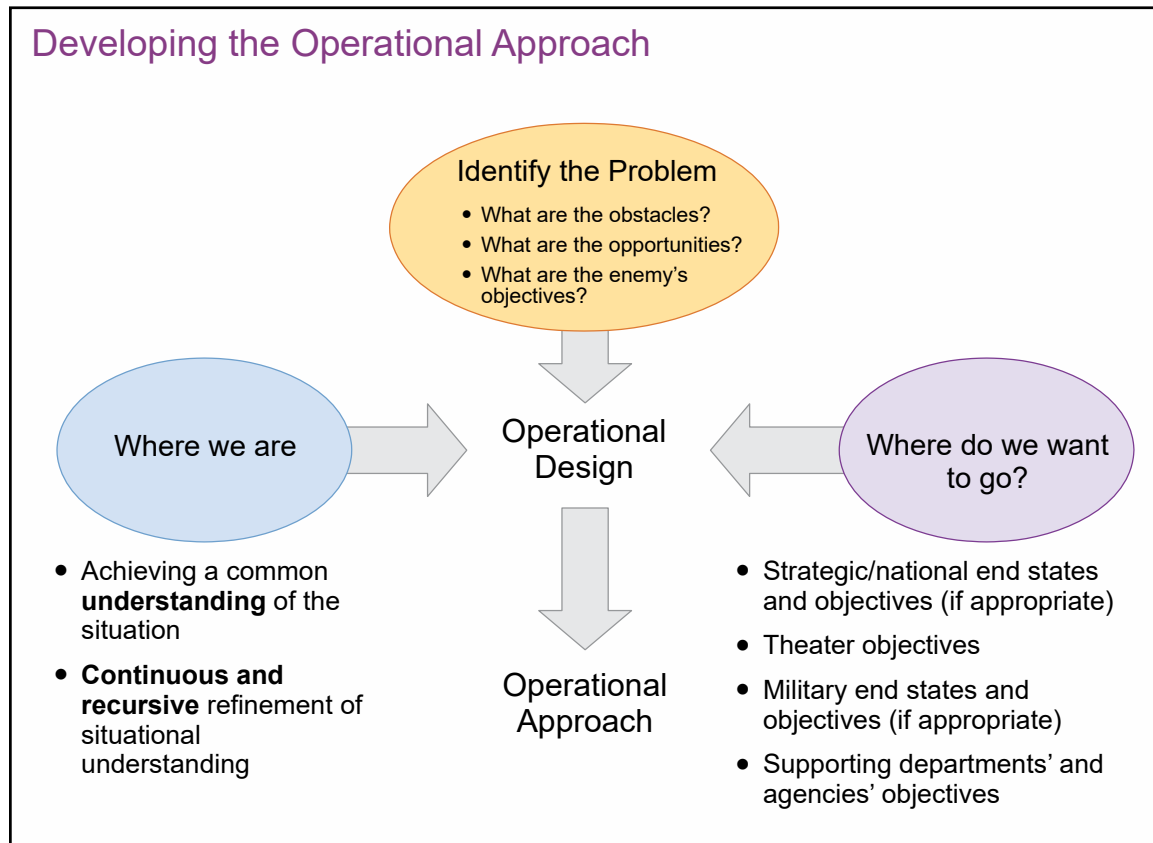 Developing the Operational Approach
Identify the Problem
• What are the obstacles?
• What are the opportunities?
• What are the enemy’s
objectives?
Where we are
Operational
Design
Where do we want
to go?
• Achieving a common
understanding of the
situation
• Continuous and
recursive refinement of
situational
understanding
Operational
Approach
• Strategic/national end states
and objectives (if appropriate)
• Theater objectives
• Military end states and
objectives (if appropriate)
• Supporting departments’ and
agencies’ objectives